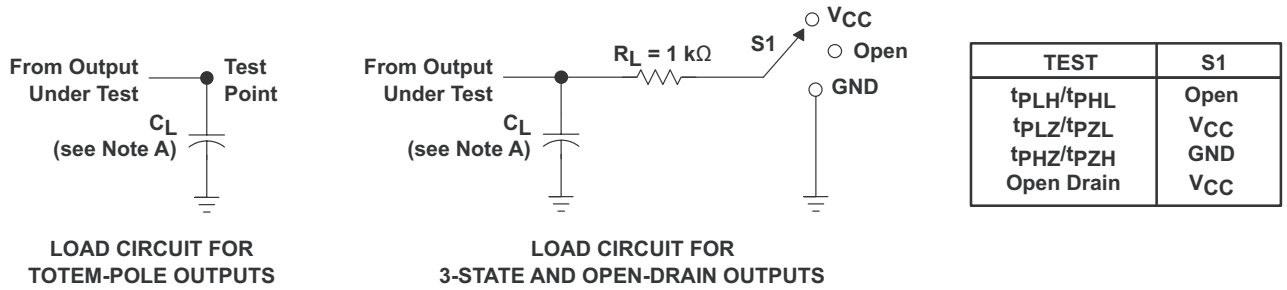 From Output
Under Test
Test
Point
CL
(see Note A)
LOAD CIRCUIT FOR
TOTEM-POLE OUTPUTS
From Output
Under Test
RL = 1 kΩ
S1
VCC
Open
GND
CL
(see Note A)
LOAD CIRCUIT FOR
3-STATE AND OPEN-DRAIN OUTPUTS
TEST S1
tPLH/tPHL Open
tPLZ/tPZL VCC
tPHZ/tPZH GND
Open Drain VCC